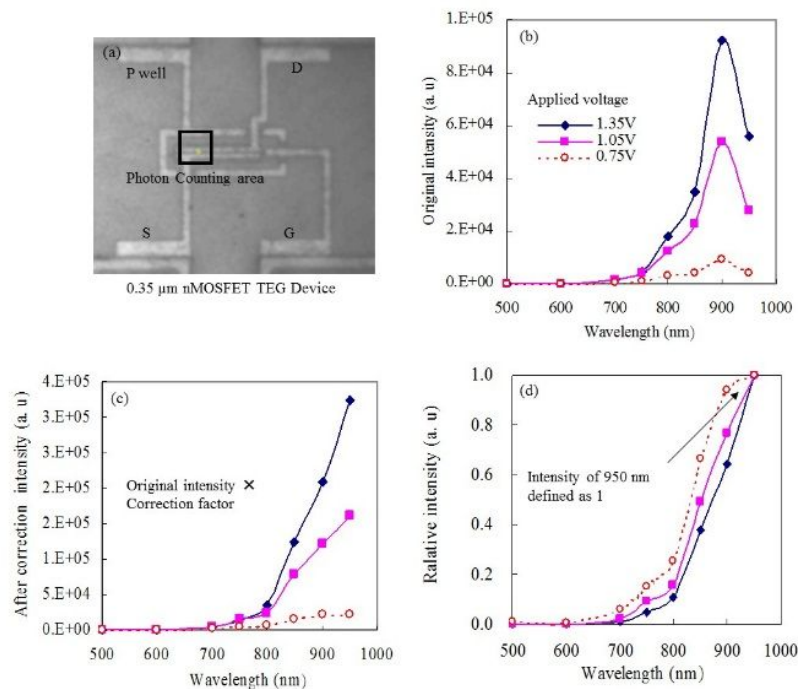 (a)
P well
D
Photon Counting area
S
G
0.35 µm nMOSFET TEG Device
(b)
1.E+05
8.E+04
6.E+04
4.E+04
2.E+04
0.E+00
Original intensity (a. u)
Applied voltage
1.35V
1.05V
0.75V
500 600 700 800 900 1000
Wavelength (nm)
(c)
4.E+05
3.E+05
3.E+05
2.E+05
2.E+05
1.E+05
5.E+04
0.E+00
After correction intensity (a. u)
Original intensity ×
Correction factor
500 600 700 800 900 1000
Wavelength (nm)
(d)
1.0
0.8
0.6
0.4
0.2
0.0
Ralative intensity (a. u)
Intensity of 950 nm
defined as 1
500 600 700 800 900 1000
Wavelength (nm)